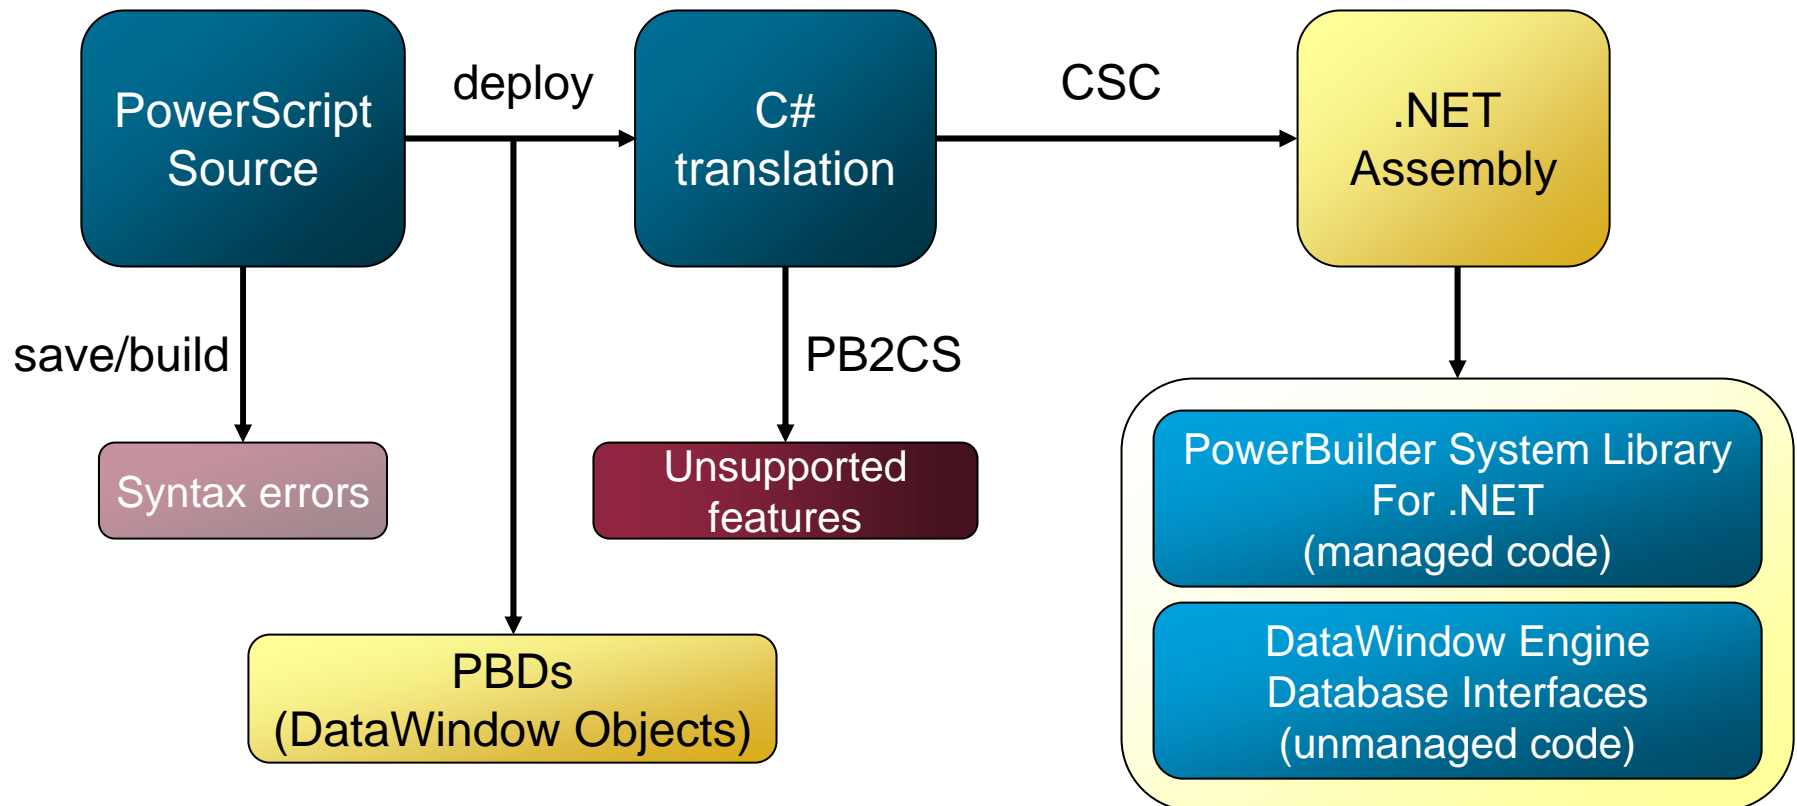 PowerScript
Source
deploy
C#
translation
CSC
.NET
Assembly
save/build
PB2CS
Syntax errors
Unsupported
features
PowerBuilder System Library
For .NET
(managed code)
DataWindow Engine
Database Interfaces
(unmanaged code)
PBDs
(DataWindow Objects)